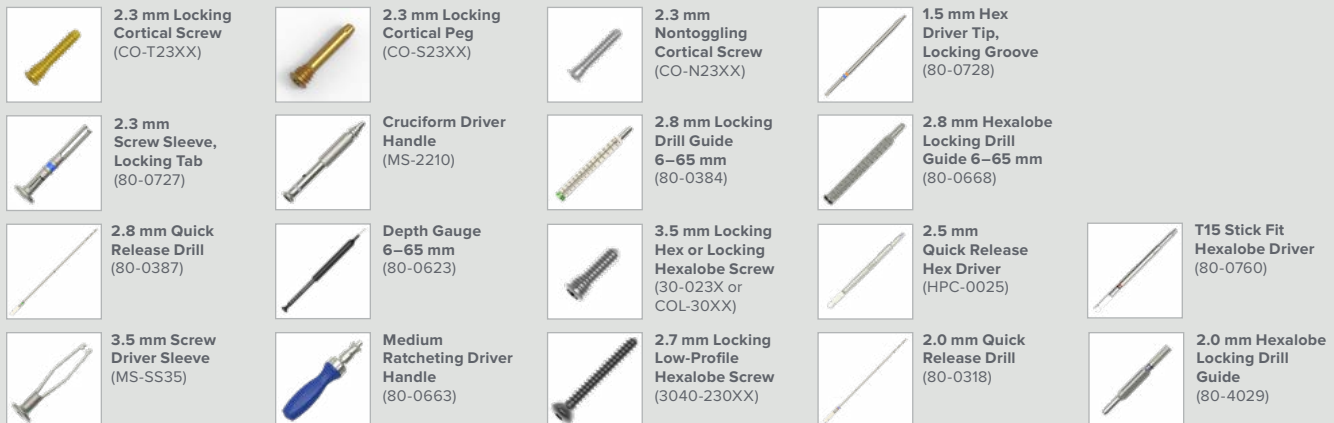 2.3 mm Locking
Cortical Screw
(CO-T23XX)
2.3 mm Locking
Cortical Peg
(CO-S23XX)
2.3 mm
Nontoggling
Cortical Screw
(CO-N23XX)
1.5 mm Hex
Driver Tip,
Locking Groove
(80-0728)
2.3 mm
Screw Sleeve,
Locking Tab
(80-0727)
Cruciform Driver
Handle
(MS-2210)
2.8 mm Locking
Drill Guide
6–65 mm
(80-0384)
2.8 mm Hexalobe
Locking Drill
Guide 6–65 mm
(80-0668)
2.8 mm Quick
Release Drill
(80-0387)
Depth Gauge
6–65 mm
(80-0623)
3.5 mm Locking
Hex or Locking
Hexalobe Screw
(30-023X or
COL-30XX)
2.5 mm
Quick Release
Hex Driver
(HPC-0025)
T15 Stick Fit
Hexalobe Driver
(80-0760)
3.5 mm Screw
Driver Sleeve
(MS-SS35)
Medium
Ratcheting Driver
Handle
(80-0663)
2.7 mm Locking
Low-Profile
Hexalobe Screw
(3040-230XX)
2.0 mm Quick
Release Drill
(80-0318)
2.0 mm Hexalobe
Locking Drill
Guide
(80-4029)